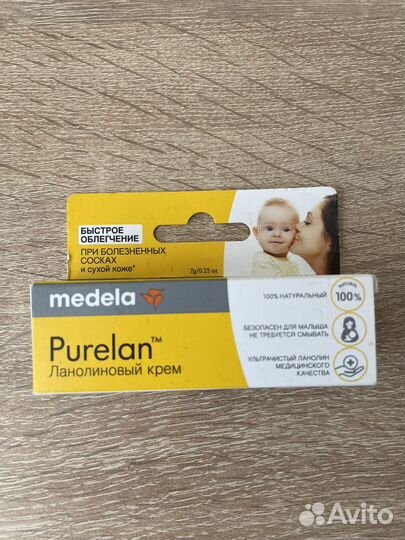 БЫСТРОЕ
ОБЛЕГЧЕНИЕ
ПРИ БОЛЕЗНЕННЫХ
СОСКАХ
И СУХОЙ КОЖЕ*
7g/0.25 oz
medela
Purelan™
Ланолиновый крем
100% НАТУРАЛЬНЫЙ
NATURAL
100%
БЕЗОПАСЕН ДЛЯ МАЛЫША
НЕ ТРЕБУЕТСЯ СМЫВАТЬ
УЛЬТРАЧИСТЫЙ ЛАНОЛИН
МЕДИЦИНСКОГО
КАЧЕСТВА
Avito